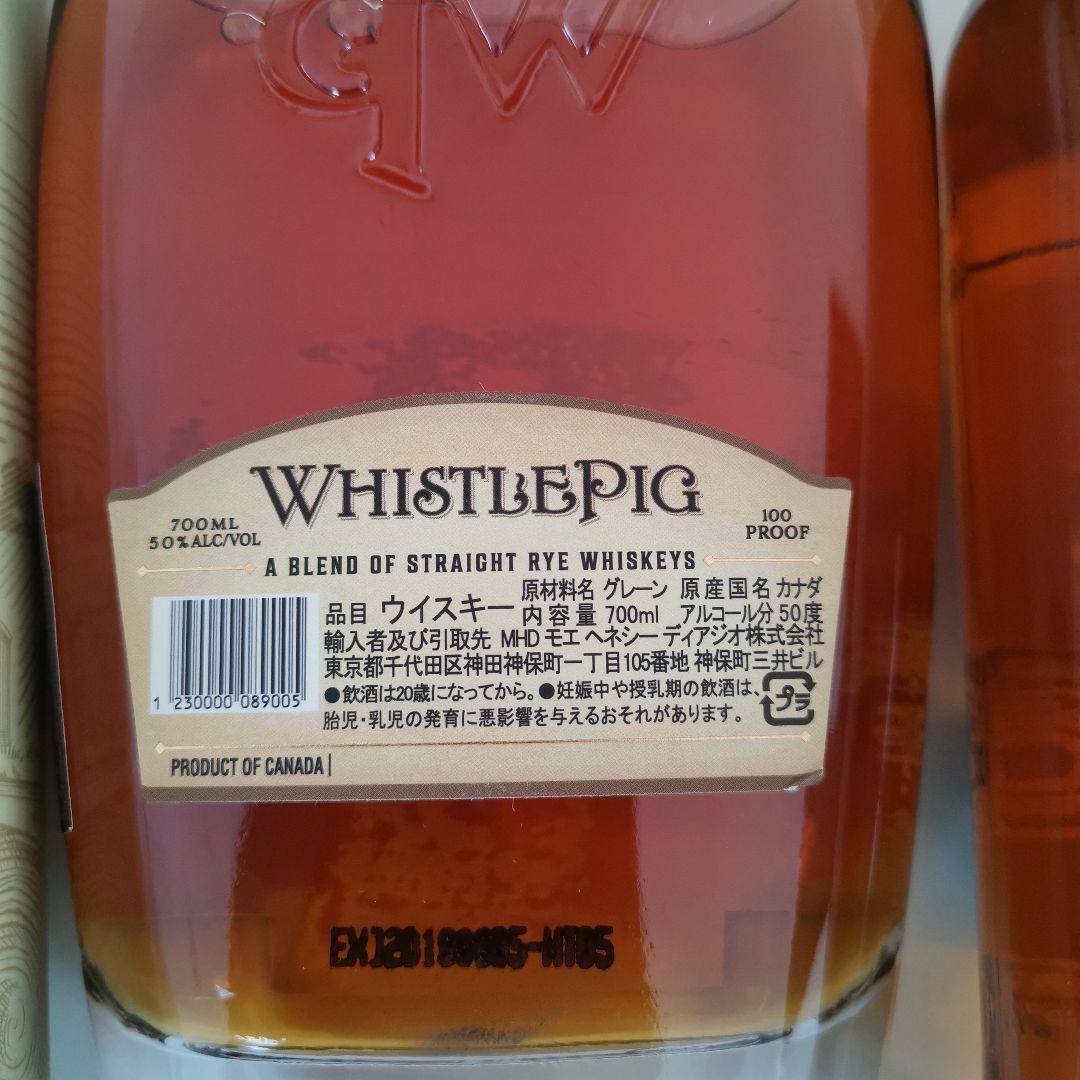 wp
WHISTLEPIG
700ML
50%ALC/VOL
100
PROOF
A BLEND OF STRAIGHT RYE WHISKEYS
品目 ウイスキー
原材料名 グレーン 原産国名 カナダ
内容量 700ml アルコール分 50度
輸入者及び引取先 MHD モエ ヘネシー ディアジオ株式会社
東京都千代田区神田神保町一丁目105番地 神保町三井ビル
●飲酒は20歳になってから。●妊娠中や授乳期の飲酒は、
胎児・乳児の発育に悪影響を与えるおそれがあります。
プラ
1 230000 089005
PRODUCT OF CANADA|